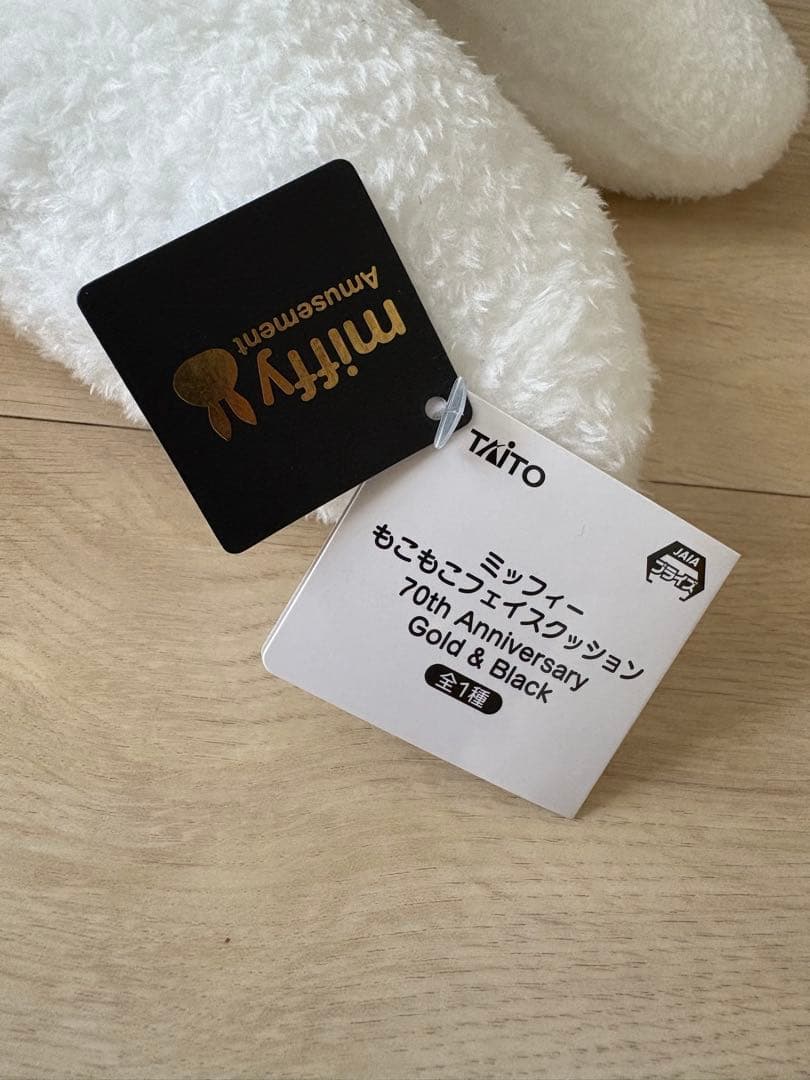 miffy
Amusement
TAITO
JAIA
プライズ
ミッフィー
もこもこフェイスクッション
70th Anniversary
Gold & Black
全1種